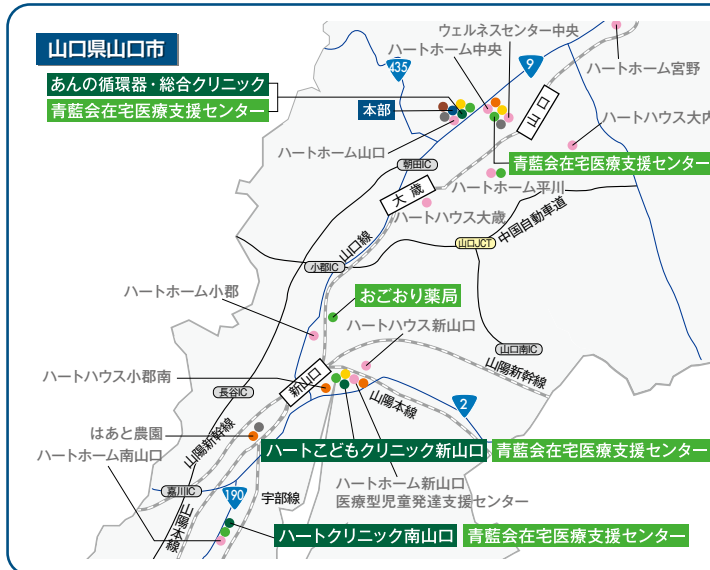 山口県山口市
ウェルネスセンター中央
ハートホーム中央
435
9
ハートホーム宮野
あんの循環器・総合クリニック
青藍会在宅医療支援センター
本部
山口
ハートハウス大内
ハートホーム山口
朝田IC
青藍会在宅医療支援センター
大歳
ハートホーム平川
ハートハウス大歳
中国自動車道
山口線
山口JCT
小郡IC
ハートホーム小郡
おごおり薬局
ハートハウス新山口
山口南IC
山陽新幹線
ハートハウス小郡南
新山口
長谷IC
山陽本線
2
はあと農園
山陽新幹線
ハートこどもクリニック新山口
青藍会在宅医療支援センター
ハートホーム南山口
ハートホーム新山口
医療型児童発達支援センター
嘉川IC
190
宇部線
山陽本線
ハートクリニック南山口
青藍会在宅医療支援センター